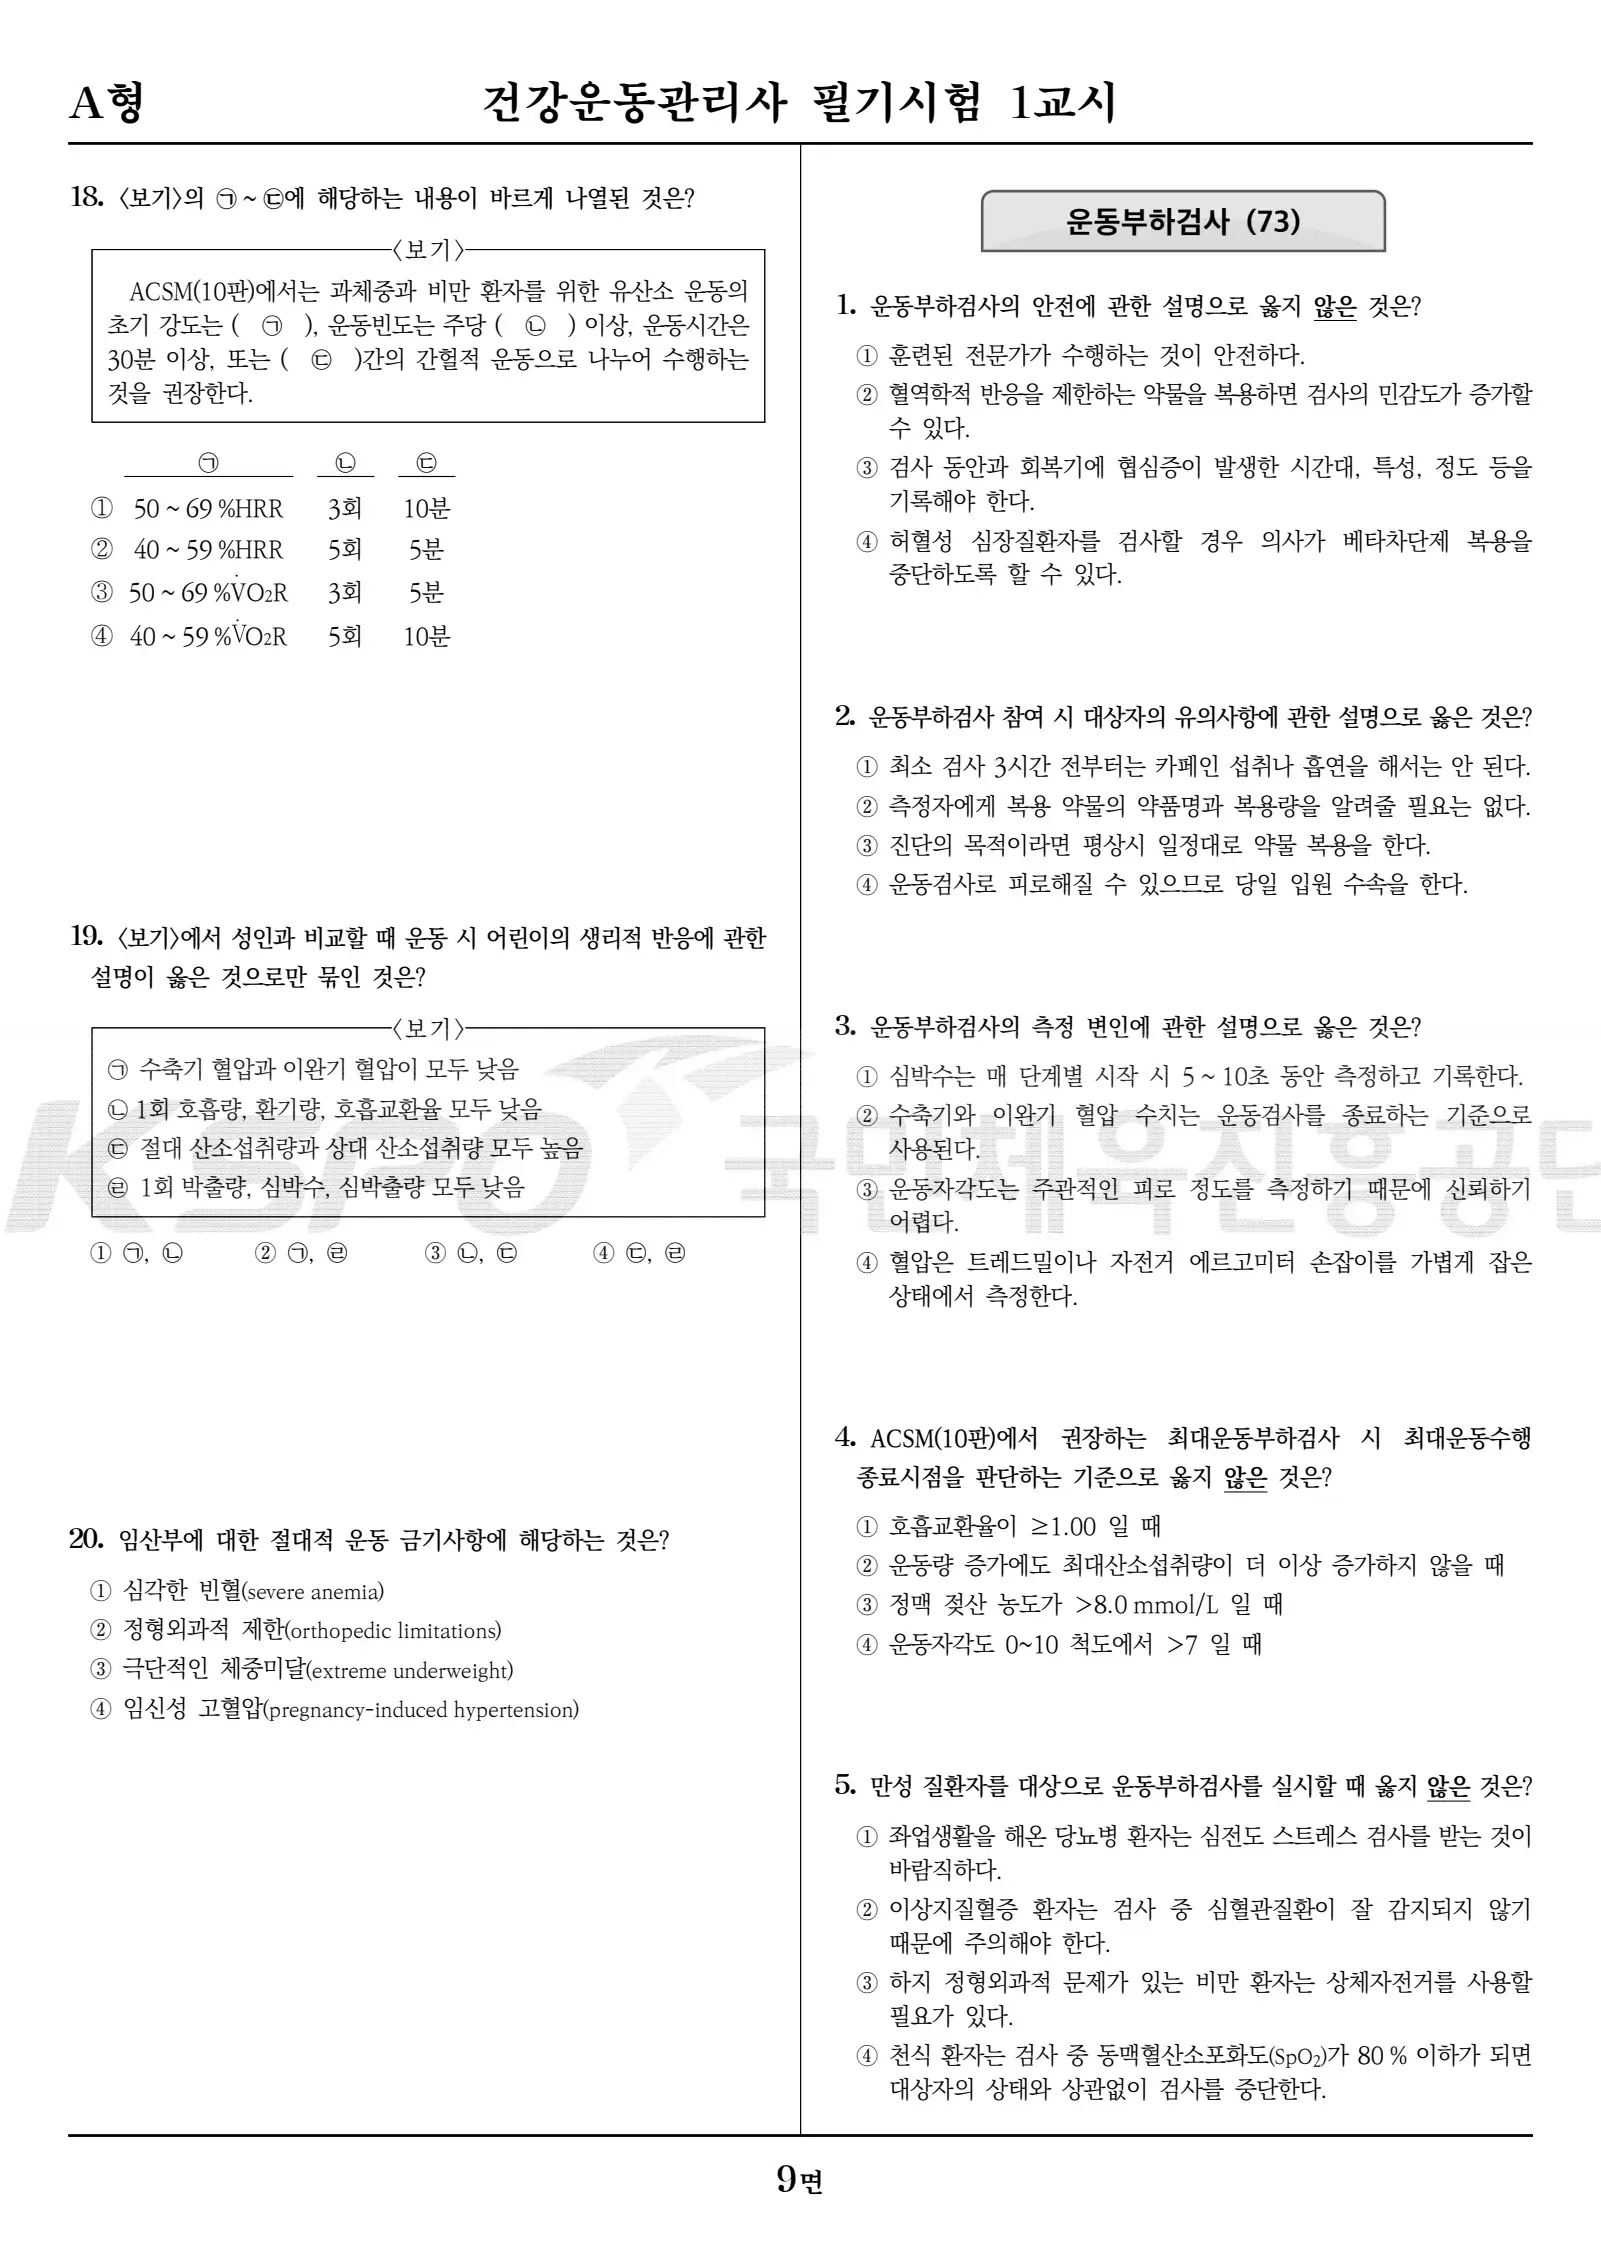 A형
건강운동관리사 필기시험 1교시
18. 〈보기〉의 ㉠ ~ ㉢에 해당하는 내용이 바르게 나열된 것은?
〈보기〉
ACSM(10판)에서는 과체중과 비만 환자를 위한 유산소 운동의
초기 강도는 ( ㉠ ), 운동빈도는 주당 ( ㉡ ) 이상, 운동시간은
30분 이상, 또는 ( ㉢ )간의 간헐적 운동으로 나누어 수행하는
것을 권장한다.
㉠ ㉡ ㉢
① 50 ~ 69 %HRR 3회 10분
② 40 ~ 59 %HRR 5회 5분
③ 50 ~ 69 %V̇O₂R 3회 5분
④ 40 ~ 59 %V̇O₂R 5회 10분
19. 〈보기〉에서 성인과 비교할 때 운동 시 어린이의 생리적 반응에 관한
설명이 옳은 것으로만 묶인 것은?
〈보기〉
㉠ 수축기 혈압과 이완기 혈압이 모두 낮음
㉡ 1회 호흡량, 환기량, 호흡교환율 모두 낮음
㉢ 절대 산소섭취량과 상대 산소섭취량 모두 높음
㉣ 1회 박출량, 심박수, 심박출량 모두 낮음
① ㉠, ㉡ ② ㉠, ㉣ ③ ㉡, ㉢ ④ ㉢, ㉣
20. 임산부에 대한 절대적 운동 금기사항에 해당하는 것은?
① 심각한 빈혈(severe anemia)
② 정형외과적 제한(orthopedic limitations)
③ 극단적인 체중미달(extreme underweight)
④ 임신성 고혈압(pregnancy-induced hypertension)
운동부하검사 (73)
1. 운동부하검사의 안전에 관한 설명으로 옳지 않은 것은?
① 훈련된 전문가가 수행하는 것이 안전하다.
② 혈역학적 반응을 제한하는 약물을 복용하면 검사의 민감도가 증가할
수 있다.
③ 검사 동안과 회복기에 협심증이 발생한 시간대, 특성, 정도 등을
기록해야 한다.
④ 허혈성 심장질환자를 검사할 경우 의사가 베타차단제 복용을
중단하도록 할 수 있다.
2. 운동부하검사 참여 시 대상자의 유의사항에 관한 설명으로 옳은 것은?
① 최소 검사 3시간 전부터는 카페인 섭취나 흡연을 해서는 안 된다.
② 측정자에게 복용 약물의 약품명과 복용량을 알려줄 필요는 없다.
③ 진단의 목적이라면 평상시 일정대로 약물 복용을 한다.
④ 운동검사로 피로해질 수 있으므로 당일 입원 수속을 한다.
3. 운동부하검사의 측정 변인에 관한 설명으로 옳은 것은?
① 심박수는 매 단계별 시작 시 5 ~ 10초 동안 측정하고 기록한다.
② 수축기와 이완기 혈압 수치는 운동검사를 종료하는 기준으로
사용된다.
③ 운동자각도는 주관적인 피로 정도를 측정하기 때문에 신뢰하기
어렵다.
④ 혈압은 트레드밀이나 자전거 에르고미터 손잡이를 가볍게 잡은
상태에서 측정한다.
4. ACSM(10판)에서 권장하는 최대운동부하검사 시 최대운동수행
종료시점을 판단하는 기준으로 옳지 않은 것은?
① 호흡교환율이 ≥1.00 일 때
② 운동량 증가에도 최대산소섭취량이 더 이상 증가하지 않을 때
③ 정맥 젖산 농도가 >8.0 mmol/L 일 때
④ 운동자각도 0~10 척도에서 >7 일 때
5. 만성 질환자를 대상으로 운동부하검사를 실시할 때 옳지 않은 것은?
① 좌업생활을 해온 당뇨병 환자는 심전도 스트레스 검사를 받는 것이
바람직하다.
② 이상지질혈증 환자는 검사 중 심혈관질환이 잘 감지되지 않기
때문에 주의해야 한다.
③ 하지 정형외과적 문제가 있는 비만 환자는 상체자전거를 사용할
필요가 있다.
④ 천식 환자는 검사 중 동맥혈산소포화도(SpO₂)가 80 % 이하가 되면
대상자의 상태와 상관없이 검사를 중단한다.
KSPO 국민체육진흥공단
9면